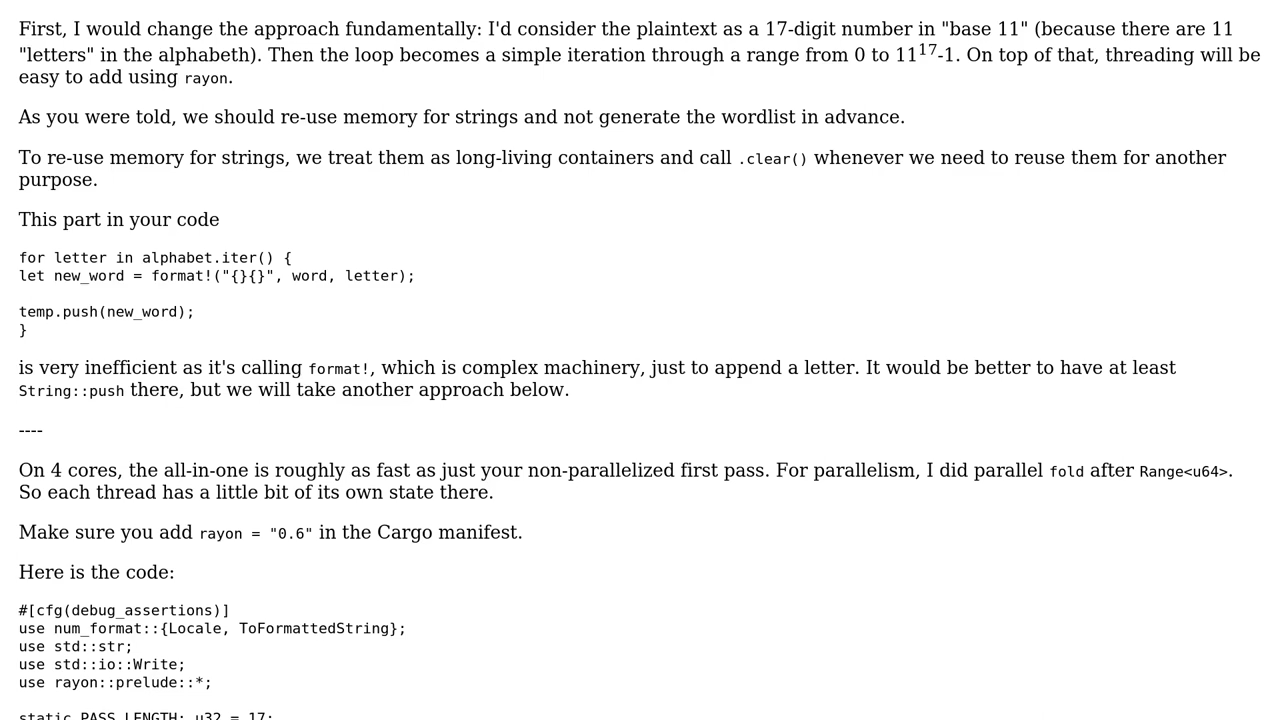 First, I would change the approach fundamentally: I'd consider the plaintext as a 17-digit number in "base 11" (because there are 11
"letters" in the alphabeth). Then the loop becomes a simple iteration through a range from 0 to 11^17-1. On top of that, threading will be
easy to add using rayon.
As you were told, we should re-use memory for strings and not generate the wordlist in advance.
To re-use memory for strings, we treat them as long-living containers and call .clear() whenever we need to reuse them for another
purpose.
This part in your code
for letter in alphabet.iter() {
let new_word = format!("{}{}", word, letter);
temp.push(new_word);
}
is very inefficient as it's calling format!, which is complex machinery, just to append a letter. It would be better to have at least
String::push there, but we will take another approach below.
----
On 4 cores, the all-in-one is roughly as fast as just your non-parallelized first pass. For parallelism, I did parallel fold after Range<u64>.
So each thread has a little bit of its own state there.
Make sure you add rayon = "0.6" in the Cargo manifest.
Here is the code:
#[cfg(debug_assertions)]
use num_format::{Locale, ToFormattedString};
use std::str;
use std::io::Write;
use rayon::prelude::*;
static PASS_LENGTH: u32 = 17;